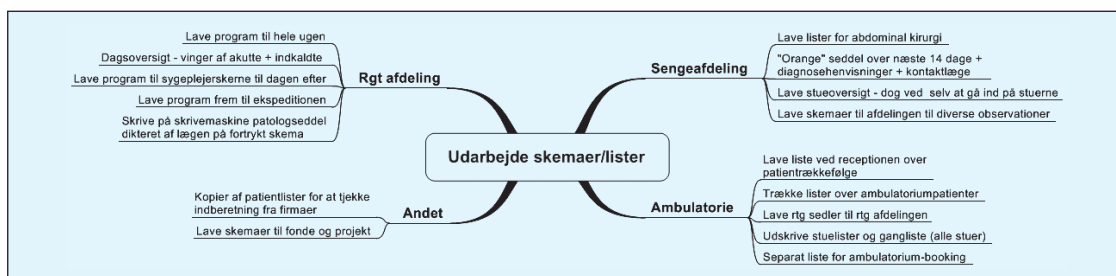 Lave program til hele ugen
Dagsoversigt - vinger af akutte + indkaldte
Lave program til sygeplejerskerne til dagen efter
Lave program frem til ekspeditionen
Skrive på skrivemaskine patologseddel
dikteret af lægen på fortrykt skema
Rgt afdeling
Kopier af patientlister for at tjekke
indberetning fra firmaer
Lave skemaer til fonde og projekt
Andet
Udarbejde skemaer/lister
Sengeafdeling
Lave lister for abdominal kirurgi
"Orange" seddel over næste 14 dage +
diagnosehenvisninger + kontaktlæge
Lave stueoversigt - dog ved selv at gå ind på stuerne
Lave skemaer til afdelingen til diverse observationer
Ambulatorie
Lave liste ved receptionen over
patientrækkefølge
Trække lister over ambulatoriumpatienter
Lave rtg sedler til rtg afdelingen
Udskrive stuelister og gangliste (alle stuer)
Separat liste for ambulatorium-booking